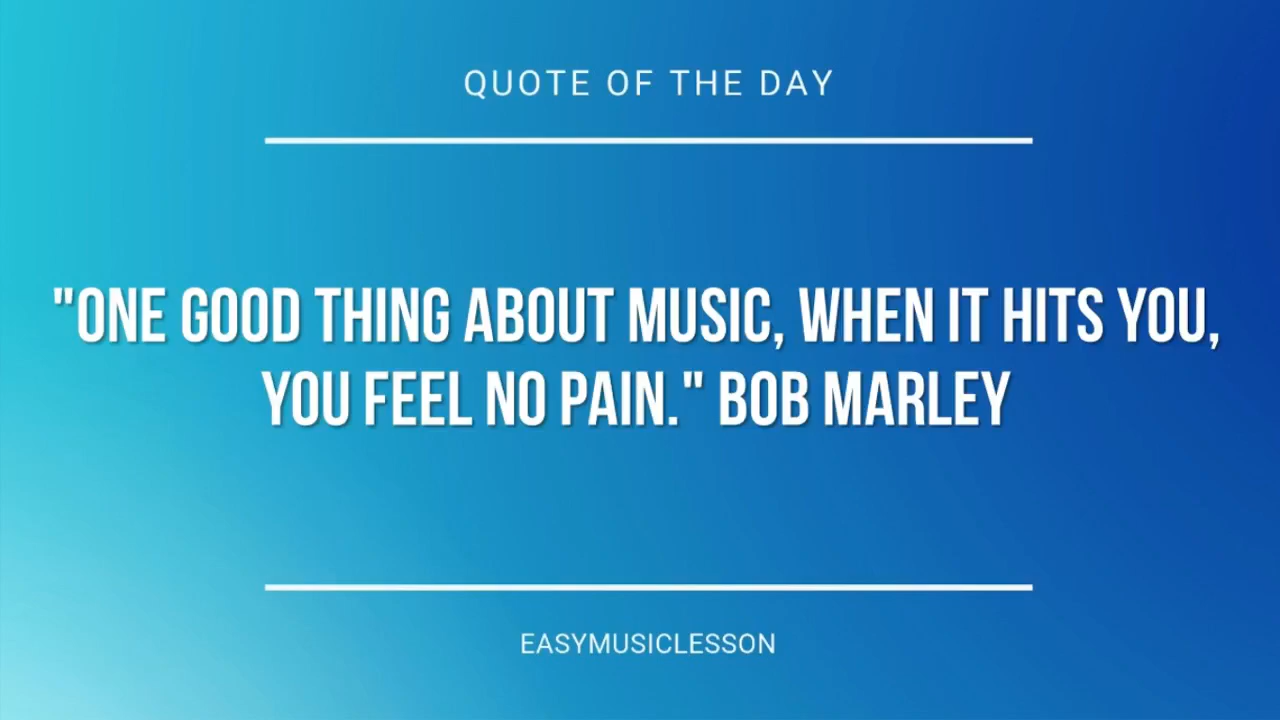 QUOTE OF THE DAY
"ONE GOOD THING ABOUT MUSIC, WHEN IT HITS YOU,
YOU FEEL NO PAIN." BOB MARLEY
EASYMUSICLESSON